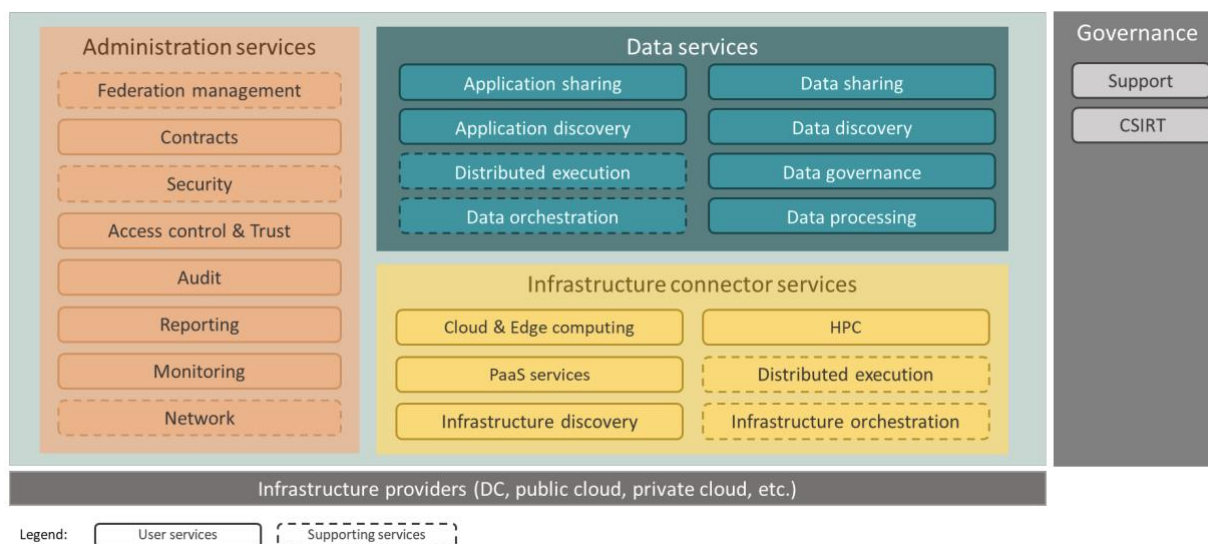 Administration services
Federation management
Contracts
Security
Access control & Trust
Audit
Reporting
Monitoring
Network
Data services
Application sharing
Data sharing
Application discovery
Data discovery
Distributed execution
Data governance
Data orchestration
Data processing
Infrastructure connector services
Cloud & Edge computing
HPC
PaaS services
Distributed execution
Infrastructure discovery
Infrastructure orchestration
Governance
Support
CSIRT
Infrastructure providers (DC, public cloud, private cloud, etc.)
Legend:
User services
Supporting services